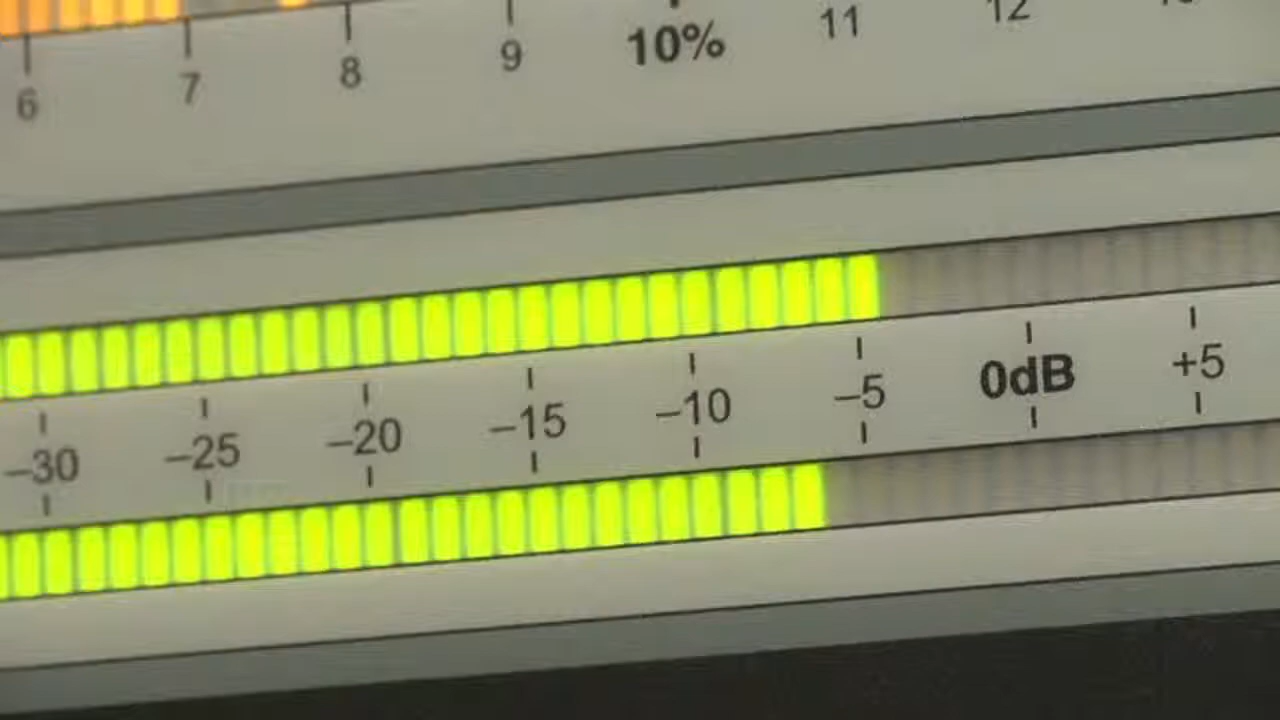 6 7 8 9 10% 11 12
–30 –25 –20 –15 –10 –5 0dB +5